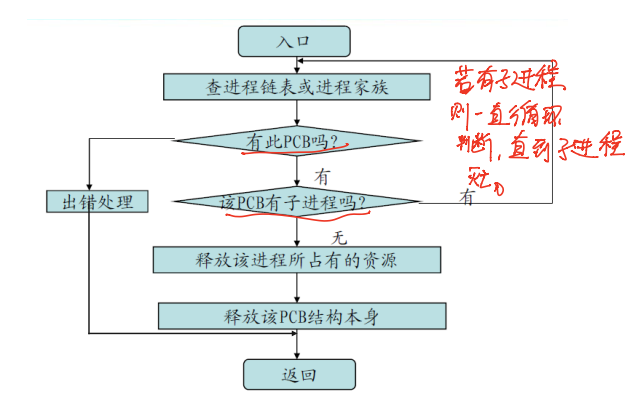 入口
查进程链表或进程家族
有此PCB吗?
有
出错处理
该PCB有子进程吗?
有
无
释放该进程所占有的资源
释放该PCB结构本身
返回
若有子进程,
则一直循环
判断,直到子进程